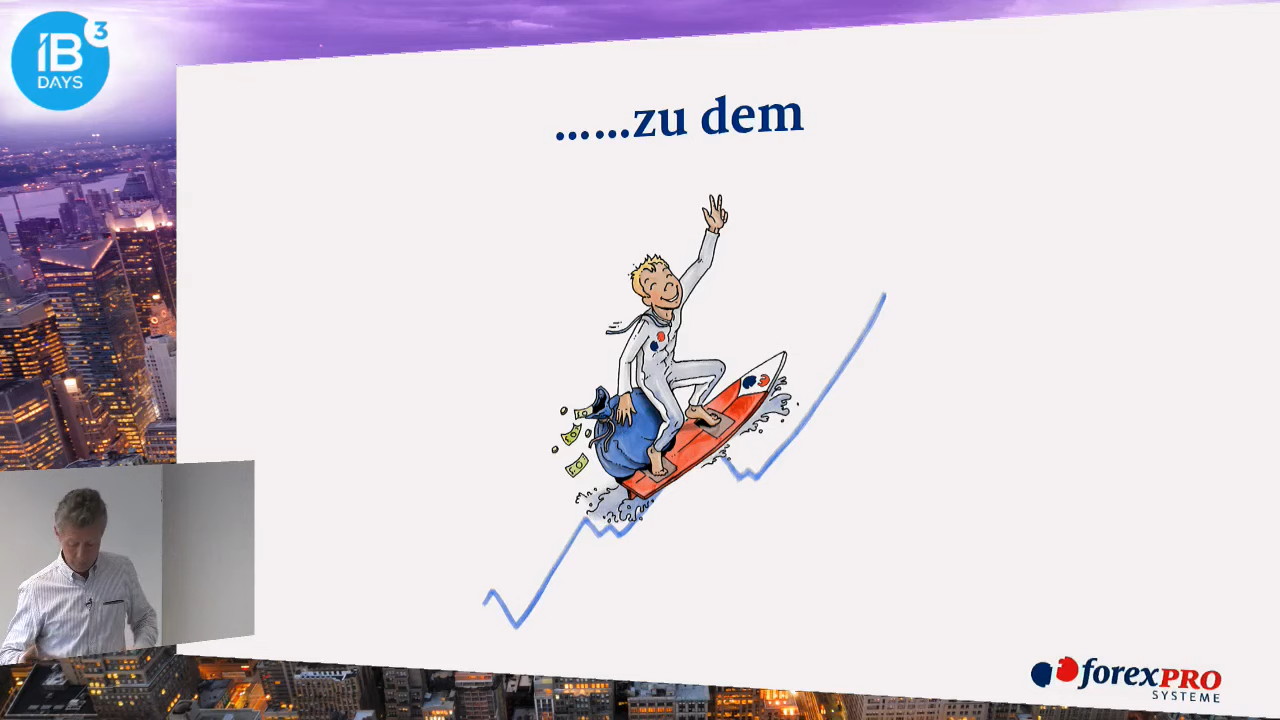 iB 3
DAYS
......zu dem
forexPRO
SYSTEME